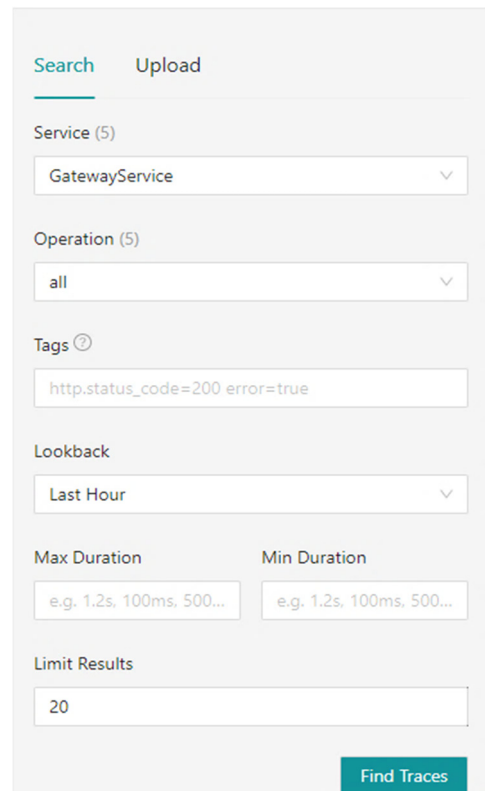 Search Upload
Service (5)
GatewayService
Operation (5)
all
Tags ?
http.status_code=200 error=true
Lookback
Last Hour
Max Duration Min Duration
e.g. 1.2s, 100ms, 500... e.g. 1.2s, 100ms, 500...
Limit Results
20
Find Traces